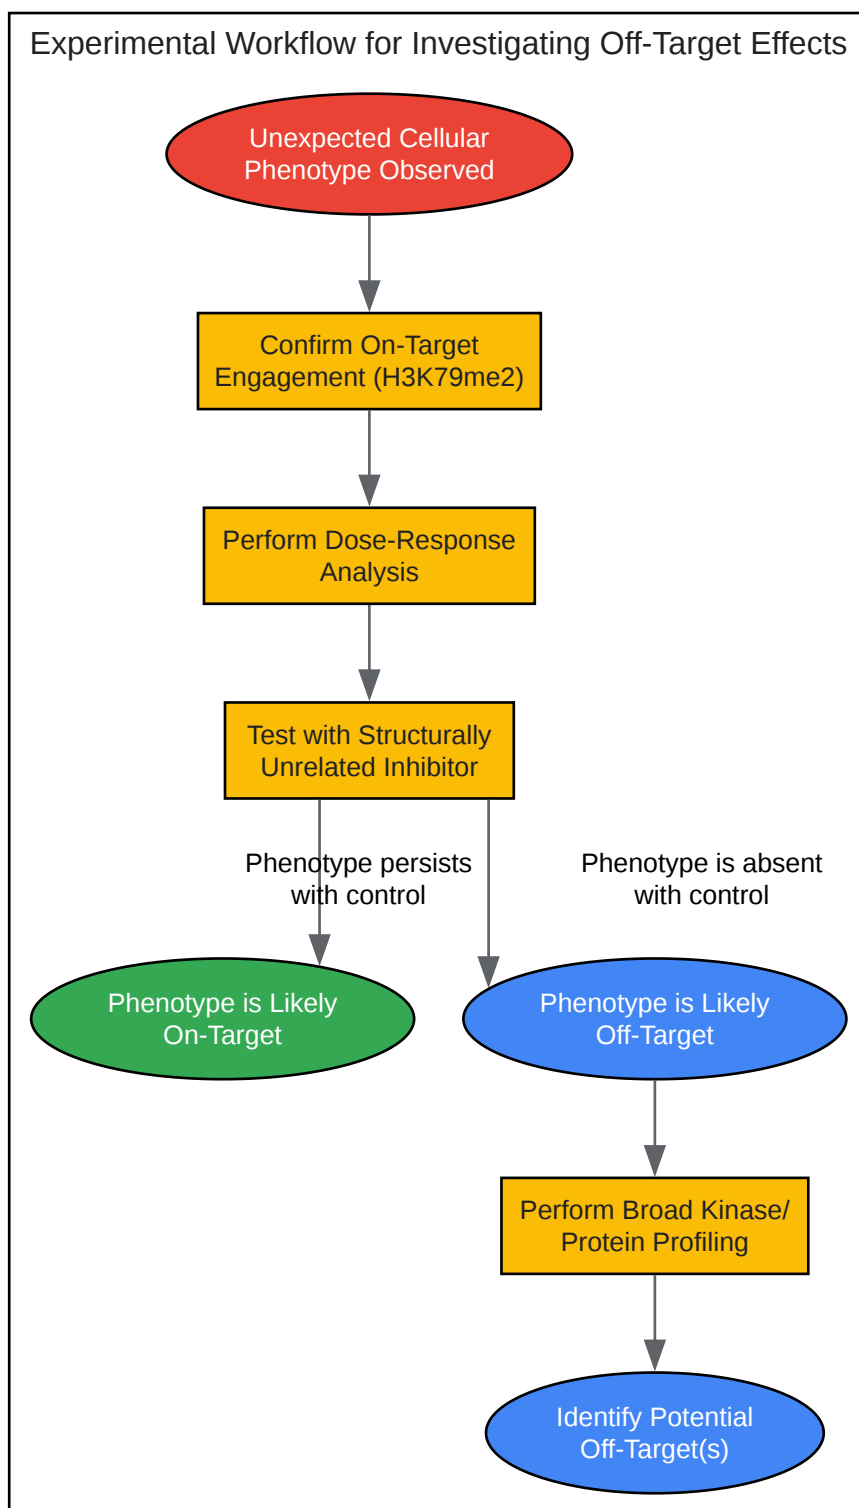 Experimental Workflow for Investigating Off-Target Effects
Unexpected Cellular
Phenotype Observed
Confirm On-Target
Engagement (H3K79me2)
Perform Dose-Response
Analysis
Test with Structurally
Unrelated Inhibitor
Phenotype persists
with control
Phenotype is absent
with control
Phenotype is Likely
On-Target
Phenotype is Likely
Off-Target
Perform Broad Kinase/
Protein Profiling
Identify Potential
Off-Target(s)